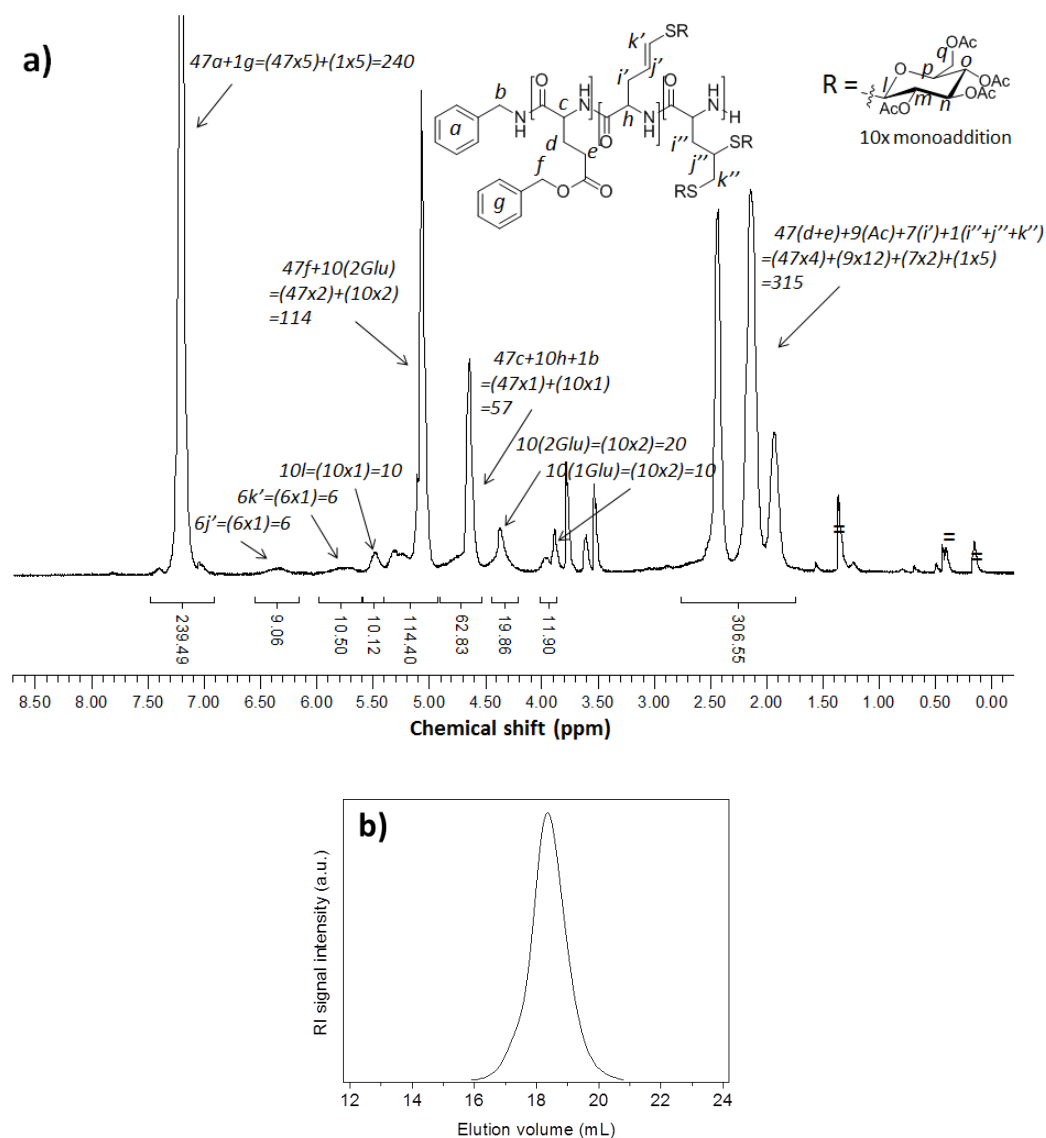 a)
47a+1g=(47x5)+(1x5)=240
k'
SR
j'
i'
O
b
c
H
N
O
H
N
O
H
N
H
a
N
H
d
e
O
h
O
i''
SR
j''
f
O
O
RS
k''
g
R =
q
OAc
O
p
o
l
OAc
AcO
m
n
OAc
10x monoaddition
47(d+e)+9(Ac)+7(i')+1(i''+j''+k'')
=(47x4)+(9x12)+(7x2)+(1x5)
=315
47f+10(2Glu)
=(47x2)+(10x2)
=114
47c+10h+1b
=(47x1)+(10x1)
=57
10(2Glu)=(10x2)=20
10(1Glu)=(10x2)=10
10l=(10x1)=10
6k'=(6x1)=6
6j'=(6x1)=6
239.49
9.06
10.50
10.12
114.40
62.83
19.86
11.90
306.55
8.50 8.00 7.50 7.00 6.50 6.00 5.50 5.00 4.50 4.00 3.50 3.00 2.50 2.00 1.50 1.00 0.50 0.00
Chemical shift (ppm)
b)
RI signal intensity (a.u.)
12 14 16 18 20 22 24
Elution volume (mL)